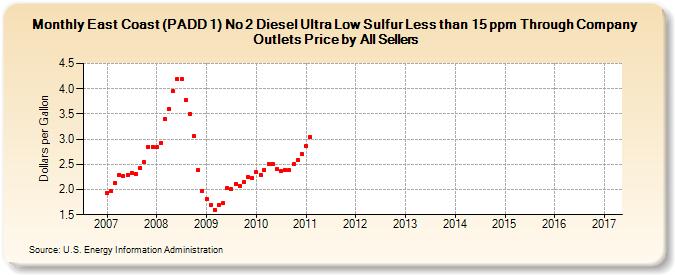 Monthly East Coast (PADD 1) No 2 Diesel Ultra Low Sulfur Less than 15 ppm Through Company
Outlets Price by All Sellers
Dollars per Gallon
4.5
4.0
3.5
3.0
2.5
2.0
1.5
2007 2008 2009 2010 2011 2012 2013 2014 2015 2016 2017
Source: U.S. Energy Information Administration